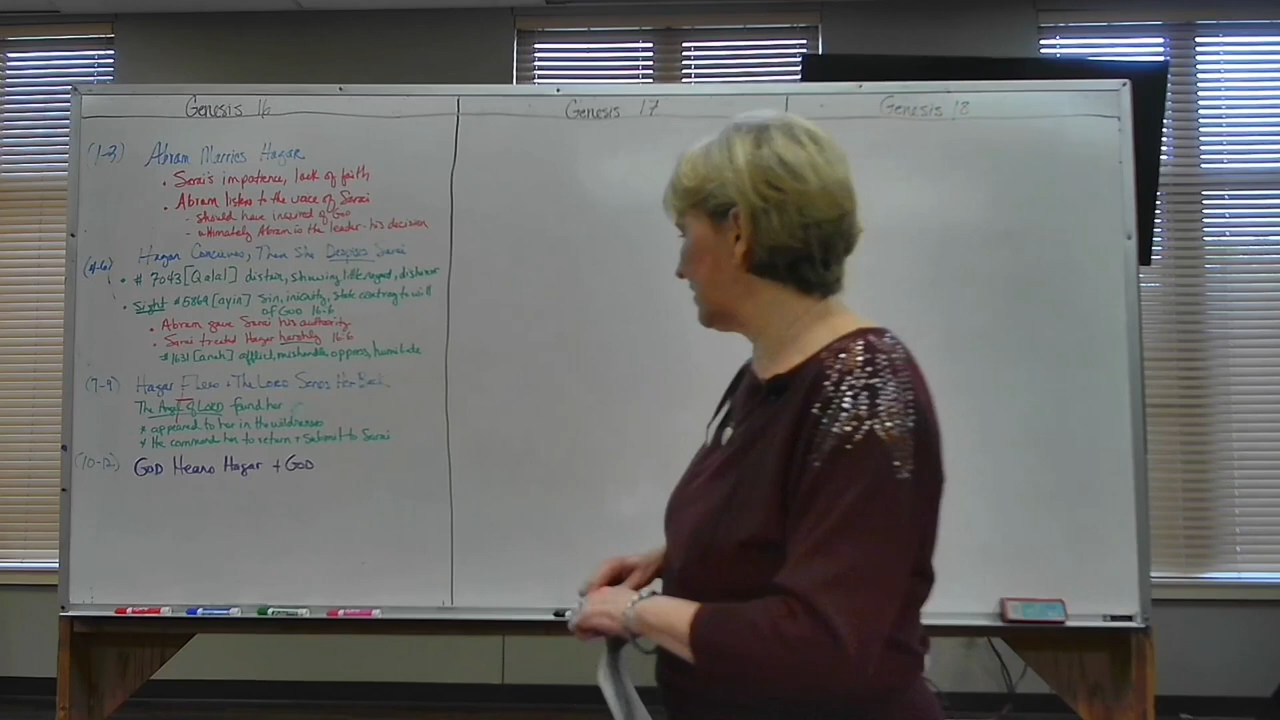 Genesis 16
Genesis 17
Genesis 18
(1-3) Abram Marries Hagar
• Sarai's impatience, lack of faith
• Abram listens to the voice of Sarai
- should have inquired of God
- ultimately Abram is the leader - his decision
(4-6) Hagar Conceives, Then She Despises Sarai
• # 7043 [Qalal] distain, showing little regard, dishonor
• Sight #5869 [ayin] sin, iniquity, state contrary to will
of God 16:6
• Abram gave Sarai his authority
• Sarai treated Hagar harshly 16:6
#1631 [anah] afflict, mishandle, oppress, humiliate
(7-9) Hagar Flees + The LORD Sends Her Back
The Angel of LORD found her
* appeared to her in the wilderness
* He command her to return + submit to Sarai
(10-12) GOD Hears Hagar + GOD